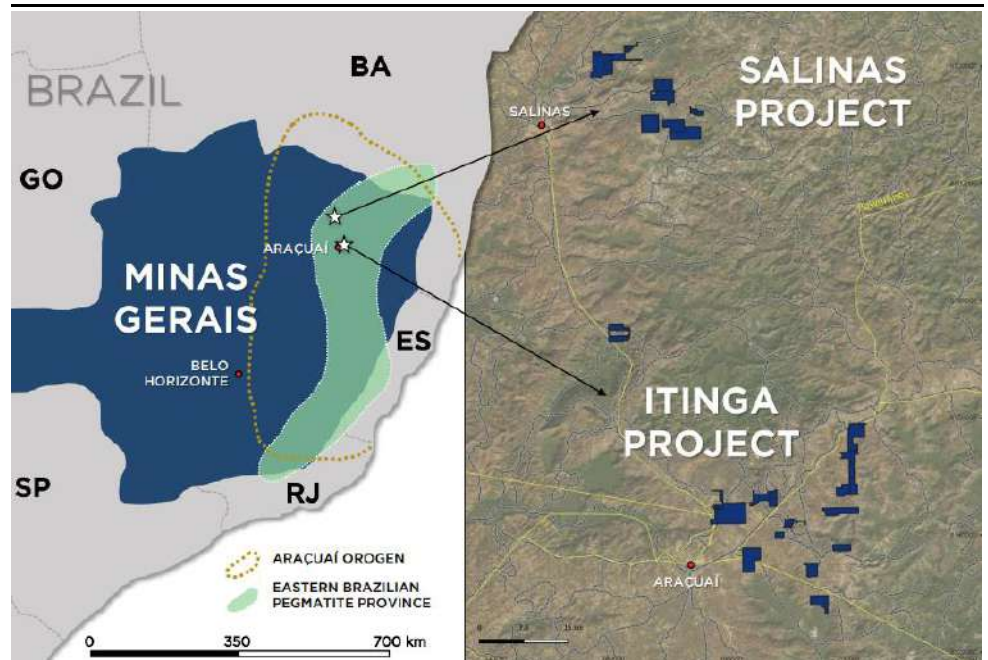 BRAZIL
BA
GO
MINAS
GERAIS
ARAÇUAÍ
ES
BELO
HORIZONTE
SP
RJ
ARAÇUAÍ OROGEN
EASTERN BRAZILIAN
PEGMATITE PROVINCE
0 350 700 km
SALINAS
PROJECT
SALINAS
ITINGA
PROJECT
ARAÇUAÍ
0